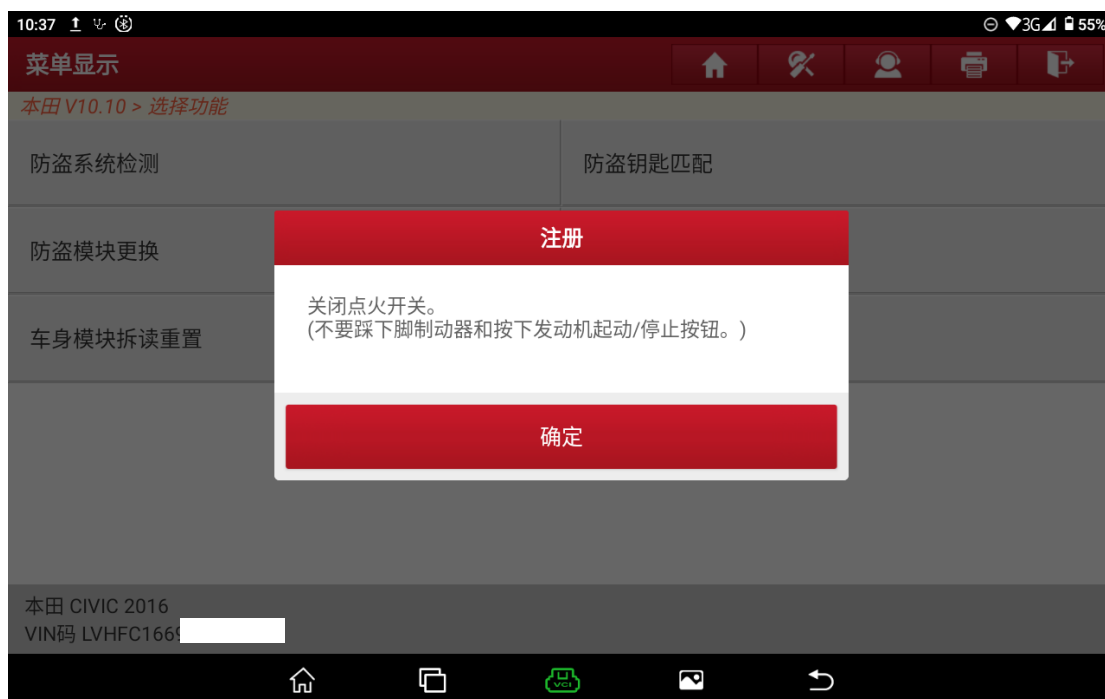 10:37
3G 55%
菜单显示
本田 V10.10 > 选择功能
防盗系统检测
防盗钥匙匹配
防盗模块更换
车身模块拆读重置
注册
关闭点火开关。
(不要踩下脚制动器和按下发动机起动/停止按钮。)
确定
本田 CIVIC 2016
VIN码 LVHFC1669
VCI